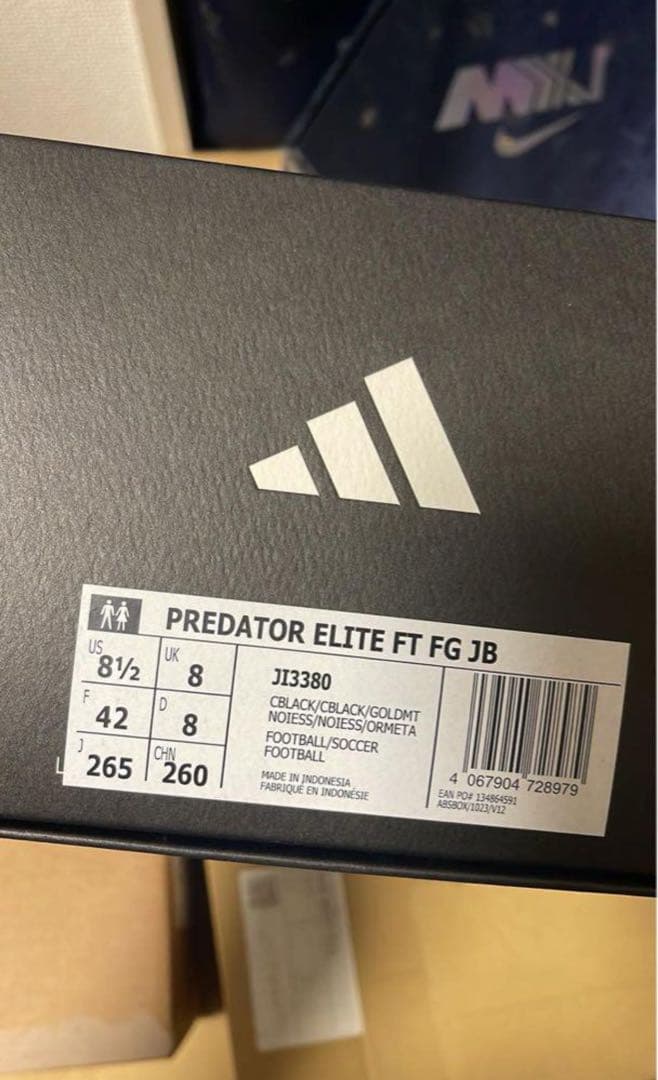 PREDATOR ELITE FT FG JB
US 8½
UK 8
F 42
D 8
J 265
CHN 260
JI3380
CBLACK/CBLACK/GOLDMT
NOIESS/NOIESS/ORMETA
FOOTBALL/SOCCER
FOOTBALL
MADE IN INDONESIA
FABRIQUÉ EN INDONÉSIE
4 067904 728979
EAN PO# 134864591
ABSBOX/1023/V12